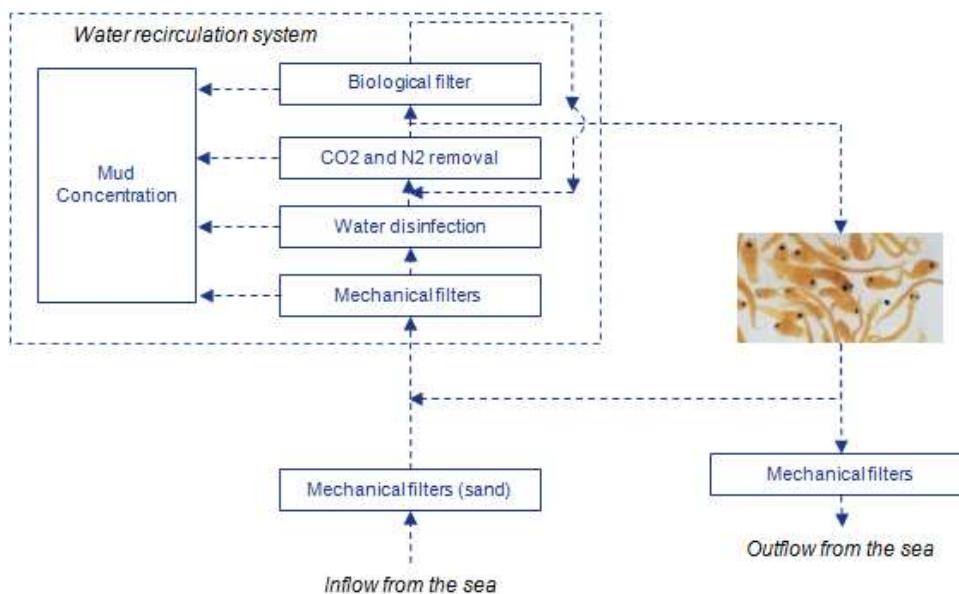 Water recirculation system
Biological filter
CO2 and N2 removal
Mud
Concentration
Water disinfection
Mechanical filters
Mechanical filters (sand)
Mechanical filters
Inflow from the sea
Outflow from the sea